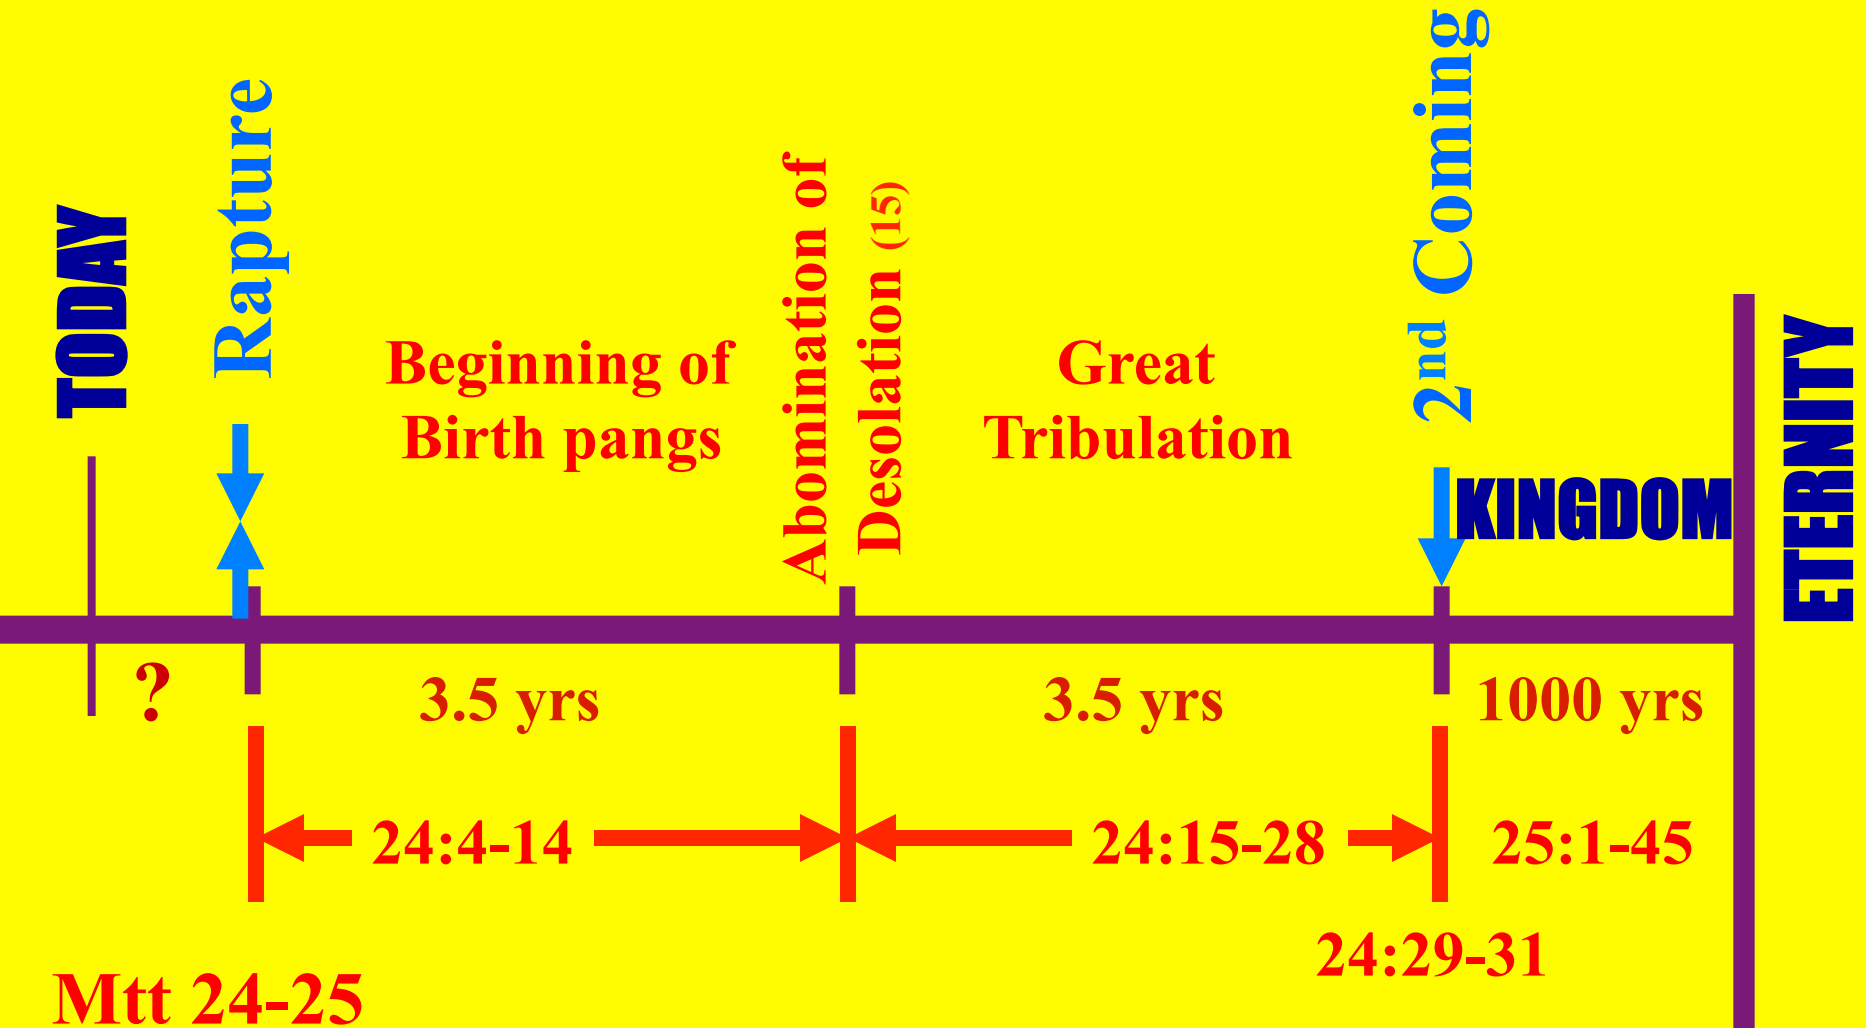 TODAY
Rapture
Beginning of
Birth pangs
Abomination of
Desolation (15)
Great
Tribulation
2nd Coming
KINGDOM
ETERNITY
?
3.5 yrs
3.5 yrs
1000 yrs
24:4-14
24:15-28
25:1-45
24:29-31
Mtt 24-25